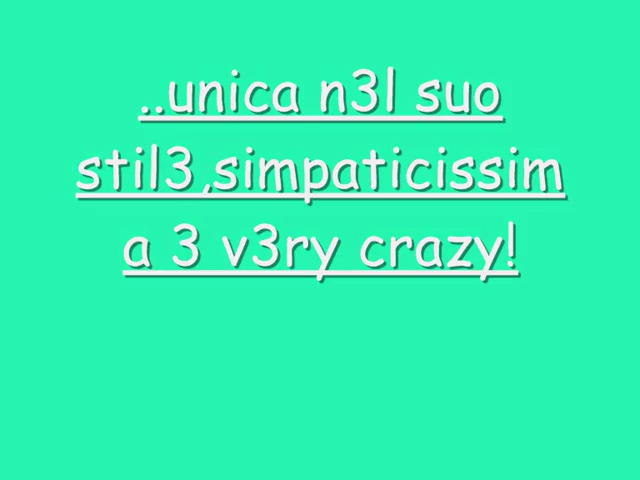 ..unica n3l suo
stil3,simpaticissim
a 3 v3ry crazy!